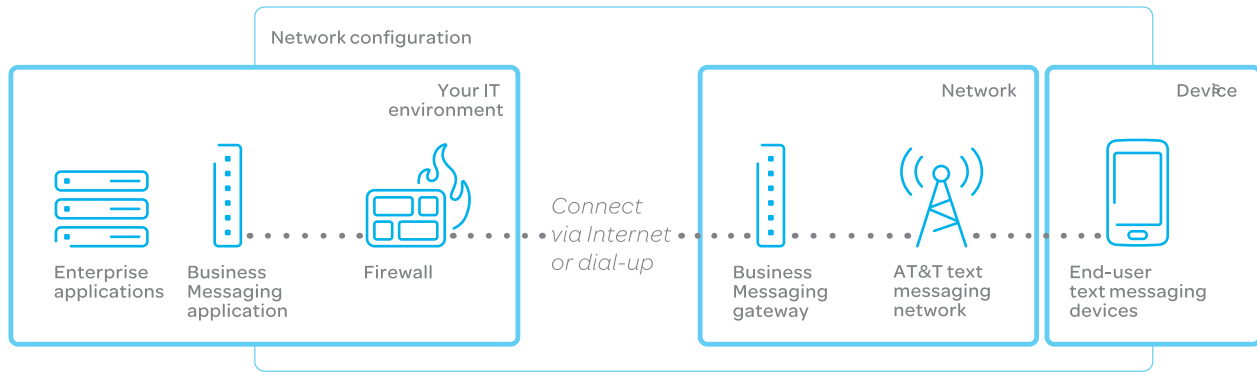 Network configuration
Your IT
environment
Enterprise
applications
Business
Messaging
application
Firewall
Connect
via Internet
or dial-up
Network
Business
Messaging
gateway
AT&T text
messaging
network
Device
End-user
text messaging
devices